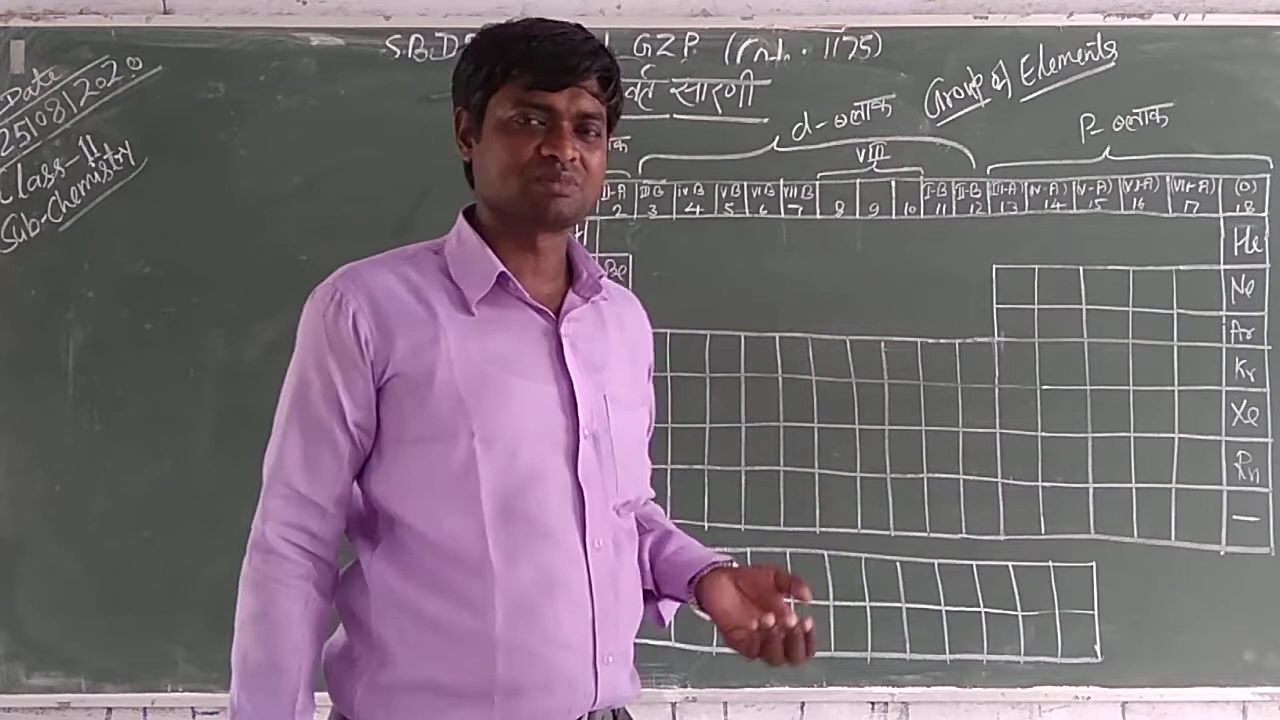 SBD GZP ( . 1175)
सारणी
Group of Elements
Date
25/08/2020
Class-11
Sub-Chemistry
d-ब्लाक
P-ब्लाक
VIII
II-A III B IV B V B VI B VII B I-B II-B (III-A) (IV-A) (V-A) (VI-A) (VII-A) (0)
2 3 4 5 6 7 8 9 10 11 12 13 14 15 16 17 18
He
Be Ne
Ar
Kr
Xe
Rn
—